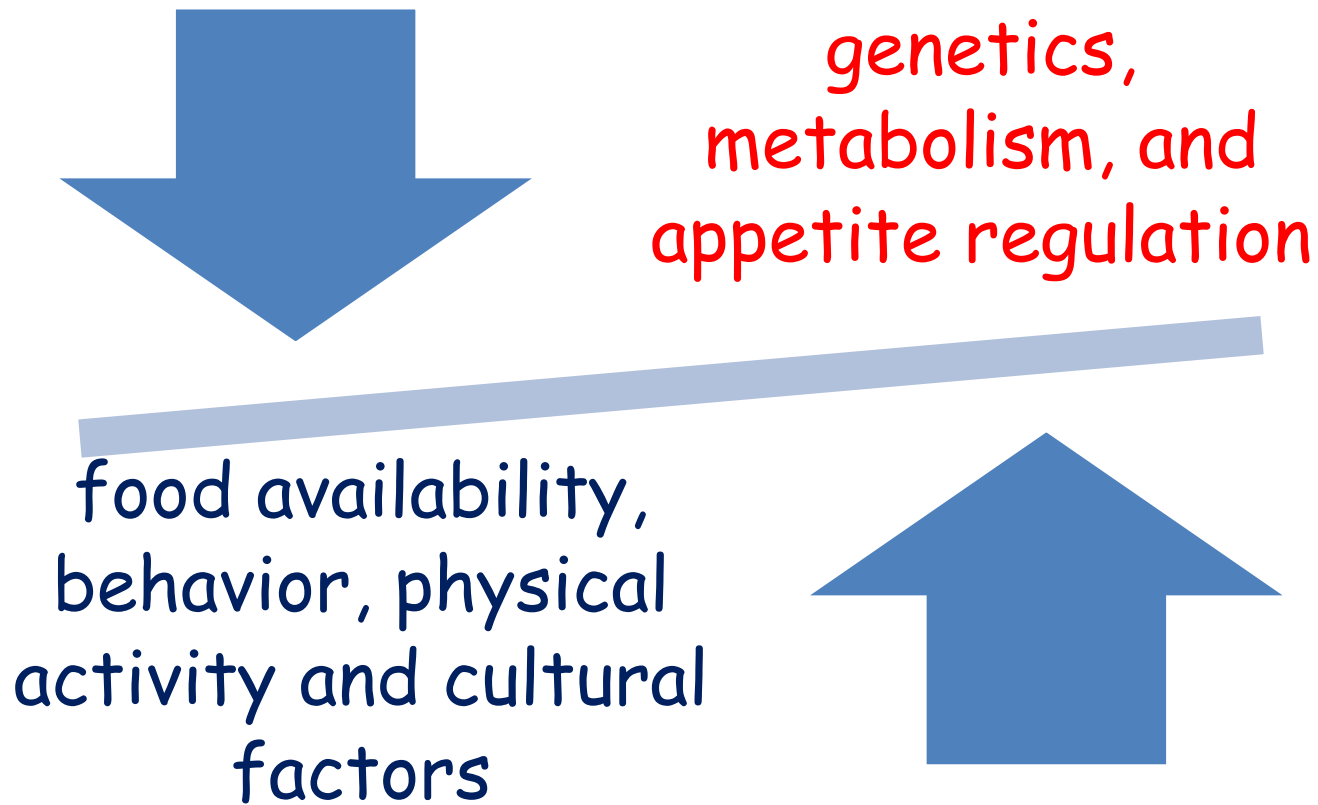 genetics,
metabolism, and
appetite regulation
food availability,
behavior, physical
activity and cultural
factors